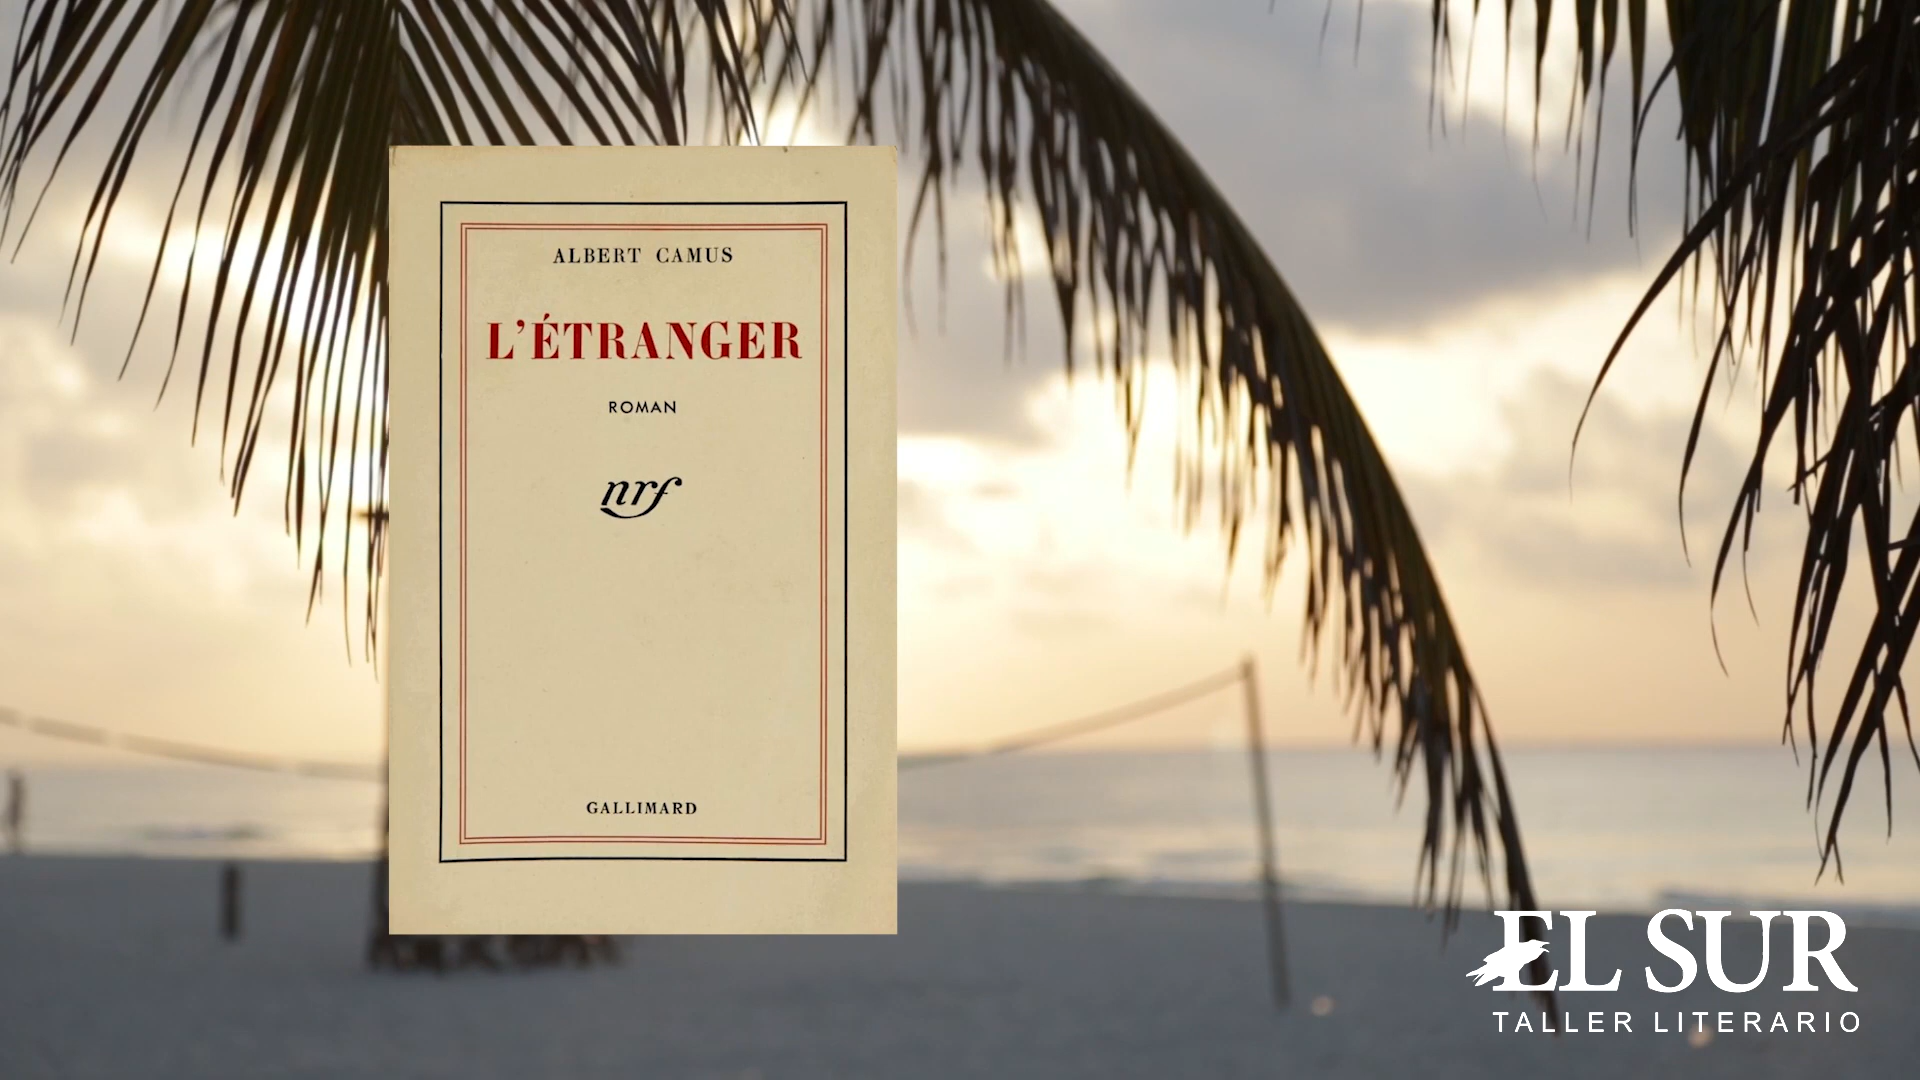 ALBERT CAMUS
L'ÉTRANGER
ROMAN
nrf
GALLIMARD
EL SUR
TALLER LITERARIO